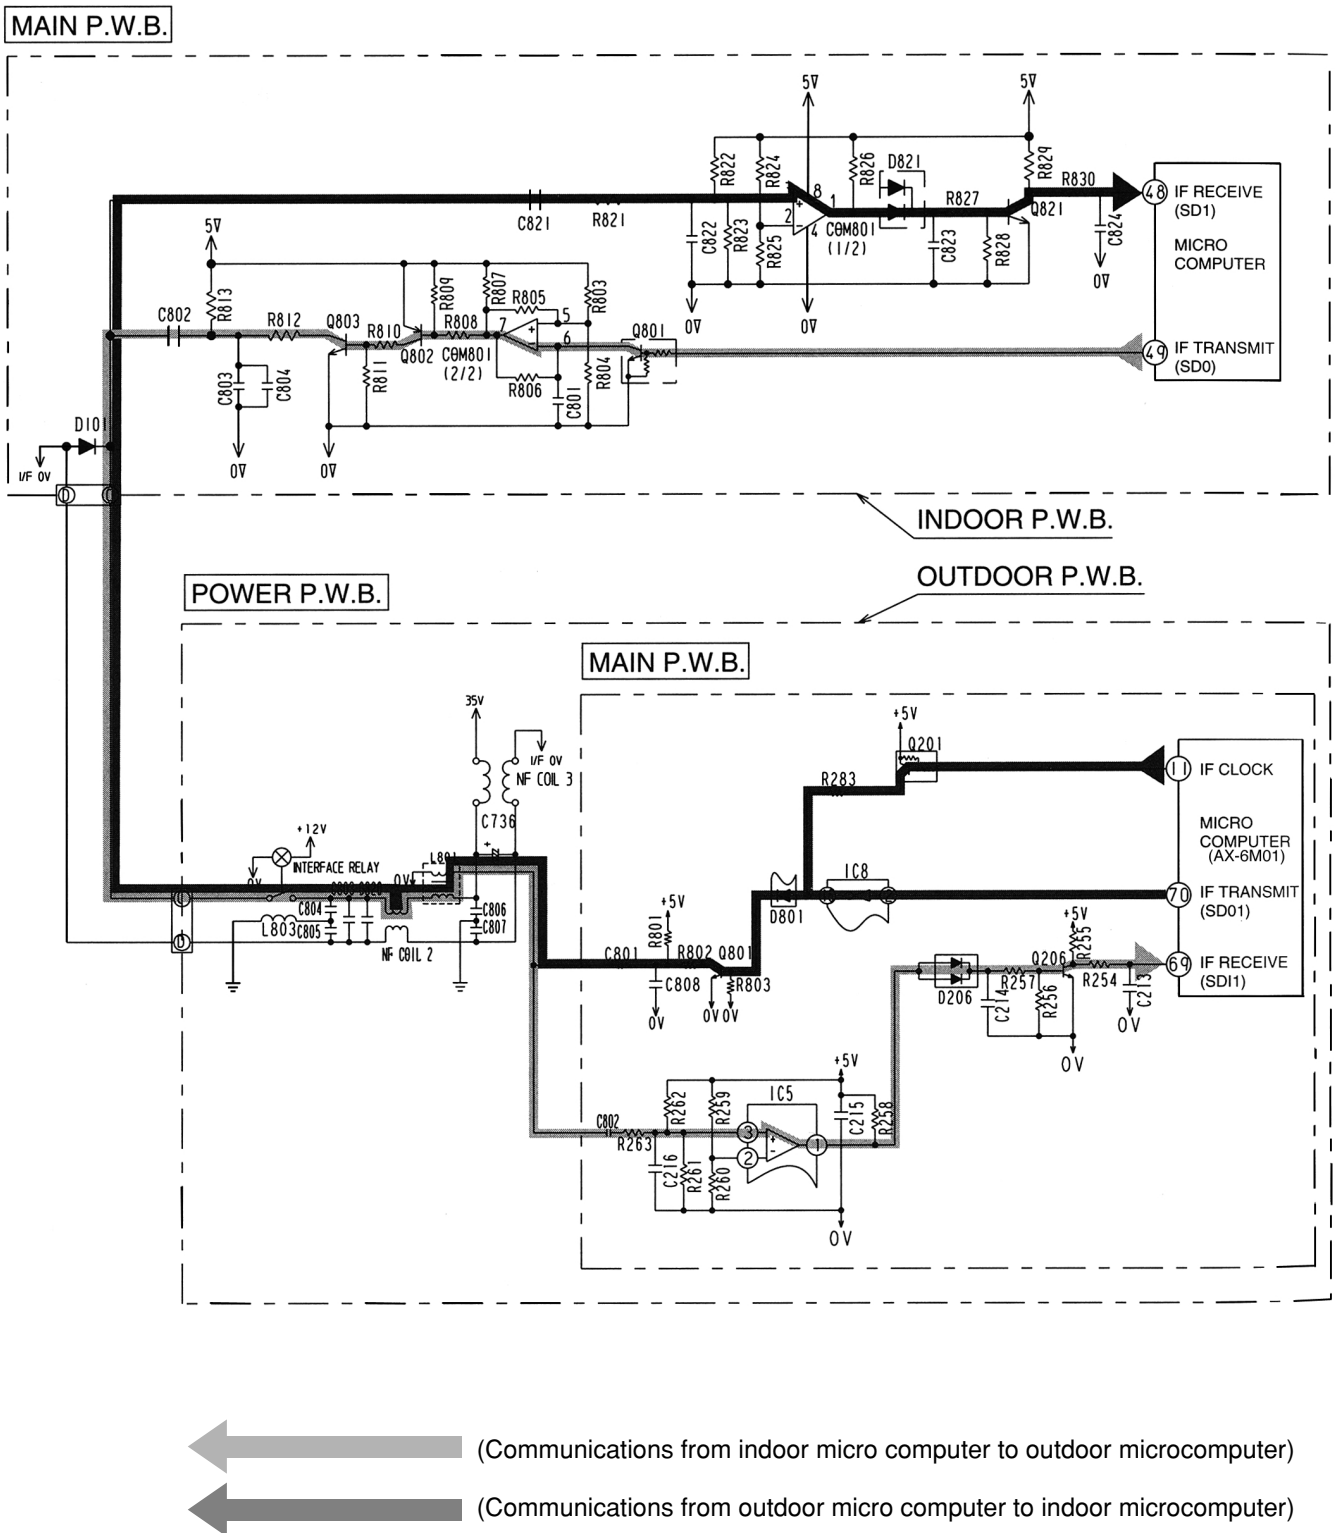 MAIN P.W.B.
5V
5V
R822
R824
R826
D821
R829
R830
48
IF RECEIVE
(SD1)
C821
R821
8
1
2
4
+
-
R827
Q821
C822
R823
R825
COM801
(1/2)
C823
R828
C824
MICRO
COMPUTER
0V
0V
0V
5V
R813
R809
R807
R805
R803
C802
R812
Q803
R810
R808
7
5
6
Q801
Q802
COM801
(2/2)
R811
R806
C801
R804
C803
C804
49
IF TRANSMIT
(SD0)
0V
0V
D101
I/F 0V
D
INDOOR P.W.B.
OUTDOOR P.W.B.
POWER P.W.B.
MAIN P.W.B.
35V
I/F 0V
NF COIL 3
C736
+
+12V
INTERFACE RELAY
0V
0V
L801
C804
C805
L803
C806
C807
NF COIL 2
D
+5V
Q201
R283
11
IF CLOCK
MICRO
COMPUTER
(AX-6M01)
IC8
D801
70
IF TRANSMIT
(SD01)
+5V
R801
C801
R802
Q801
C808
R803
0V
0V
0V
+5V
R255
Q206
R254
69
IF RECEIVE
(SDI1)
D206
C214
R257
R256
C213
0V
0V
+5V
R262
R259
IC5
C215
R258
C802
R263
3
2
1
+
-
C216
R261
R260
0V
(Communications from indoor micro computer to outdoor microcomputer)
(Communications from outdoor micro computer to indoor microcomputer)